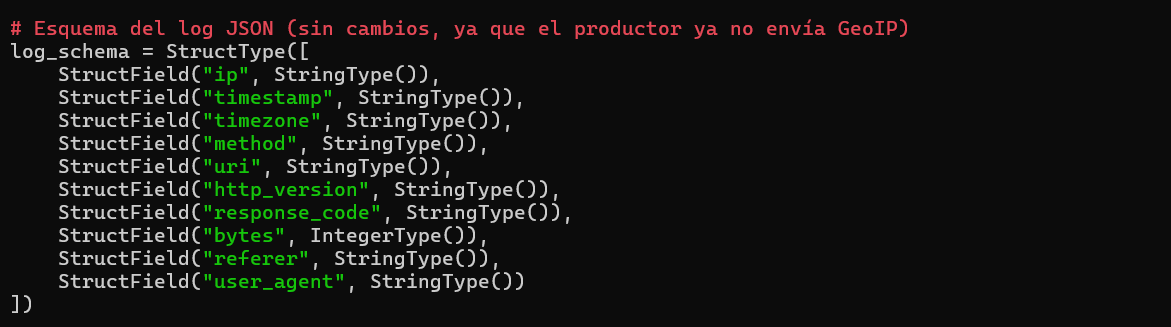 # Esquema del log JSON (sin cambios, ya que el productor ya no envía GeoIP)
log_schema = StructType([
    StructField("ip", StringType()),
    StructField("timestamp", StringType()),
    StructField("timezone", StringType()),
    StructField("method", StringType()),
    StructField("uri", StringType()),
    StructField("http_version", StringType()),
    StructField("response_code", StringType()),
    StructField("bytes", IntegerType()),
    StructField("referer", StringType()),
    StructField("user_agent", StringType())
])